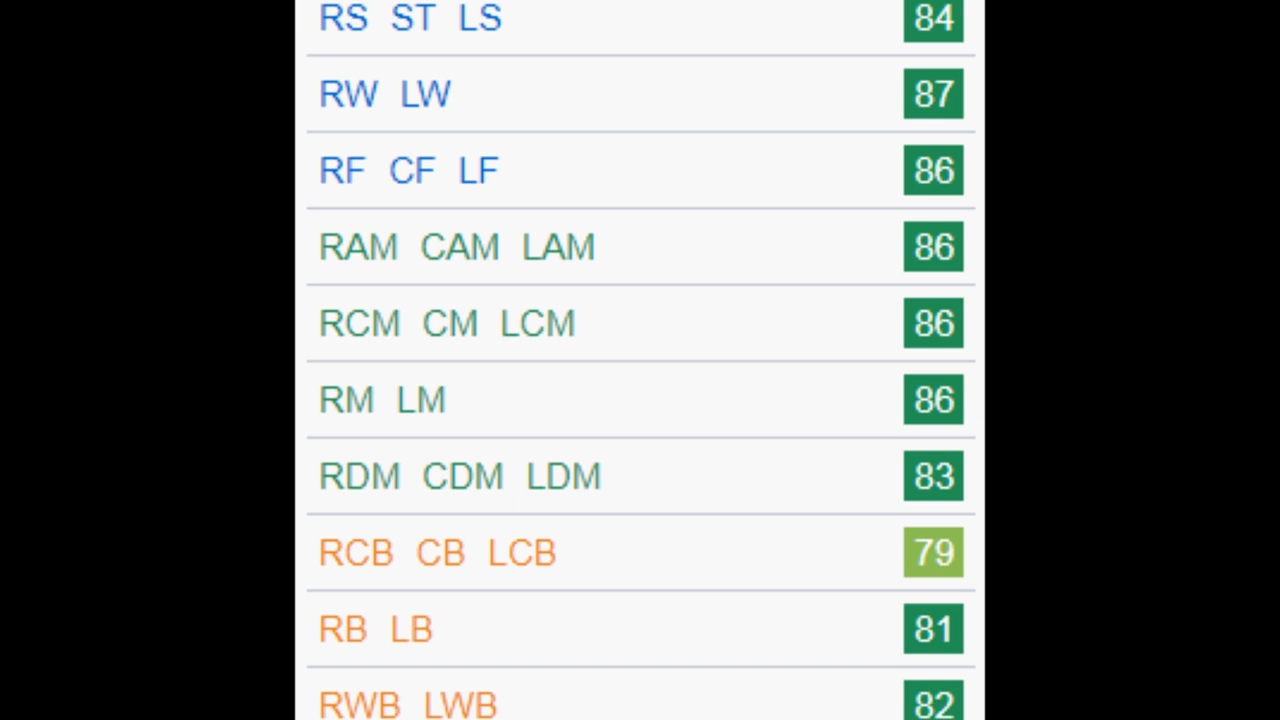 RS ST LS 84
RW LW 87
RF CF LF 86
RAM CAM LAM 86
RCM CM LCM 86
RM LM 86
RDM CDM LDM 83
RCB CB LCB 79
RB LB 81
RWB LWB 82